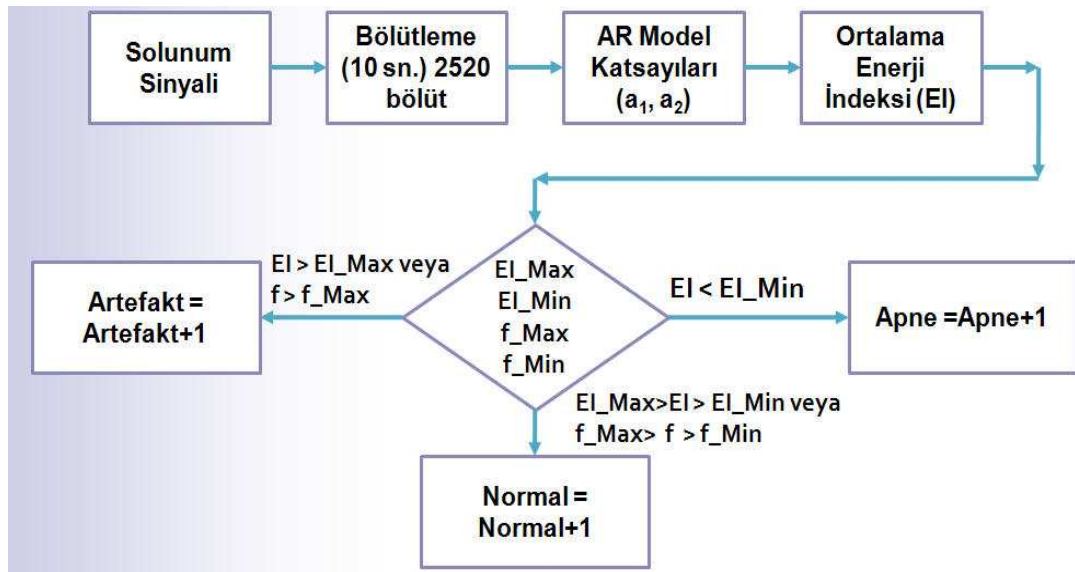 Solunum
Sinyali
Bölütleme
(10 sn.) 2520
bölüt
AR Model
Katsayıları
(a₁, a₂)
Ortalama
Enerji
İndeksi (EI)
EI > EI_Max veya
f > f_Max
Artefakt =
Artefakt+1
EI_Max
EI_Min
f_Max
f_Min
EI < EI_Min
Apne =Apne+1
EI_Max>EI > EI_Min veya
f_Max> f > f_Min
Normal =
Normal+1